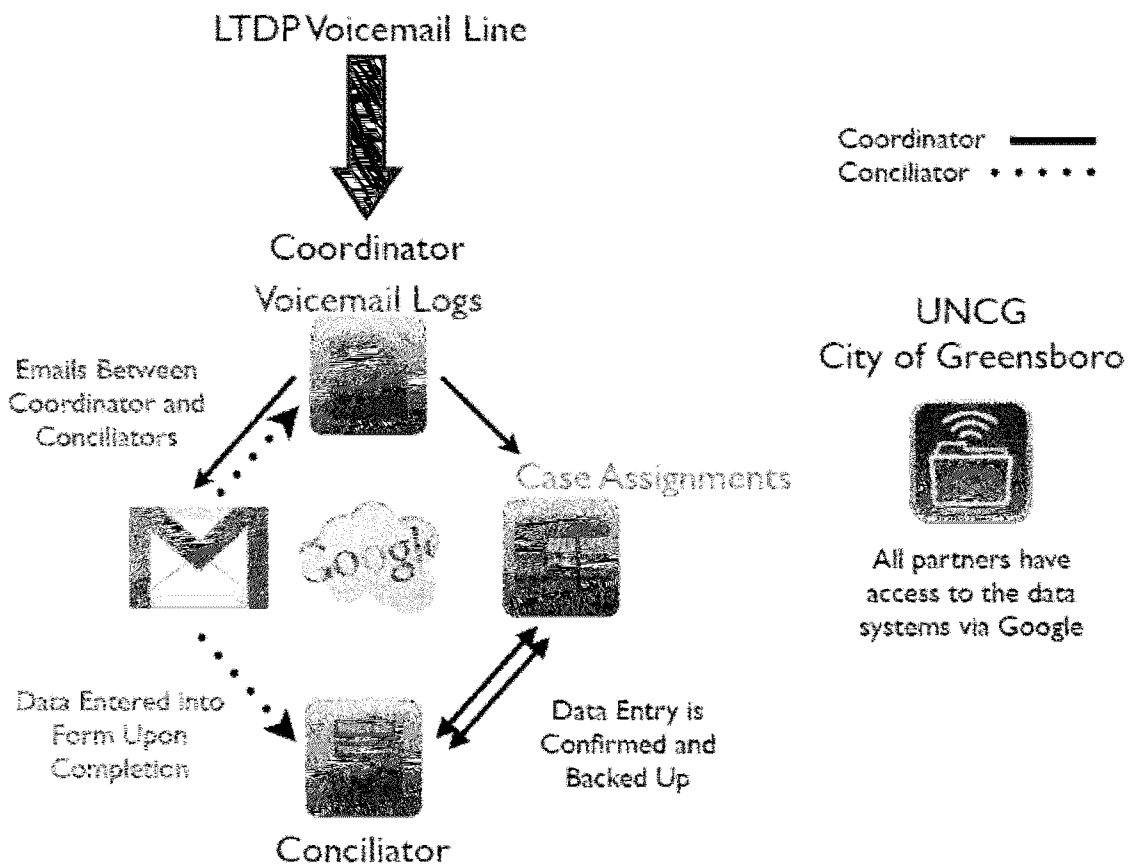 LTDP Voicemail Line
Coordinator
Conciliator
Coordinator
Voicemail Logs
Emails Between
Coordinator and
Conciliators
UNCG
City of Greensboro
Case Assignments
Google
All partners have
access to the data
systems via Google
Data Entered into
Form Upon
Completion
Data Entry is
Confirmed and
Backed Up
Conciliator